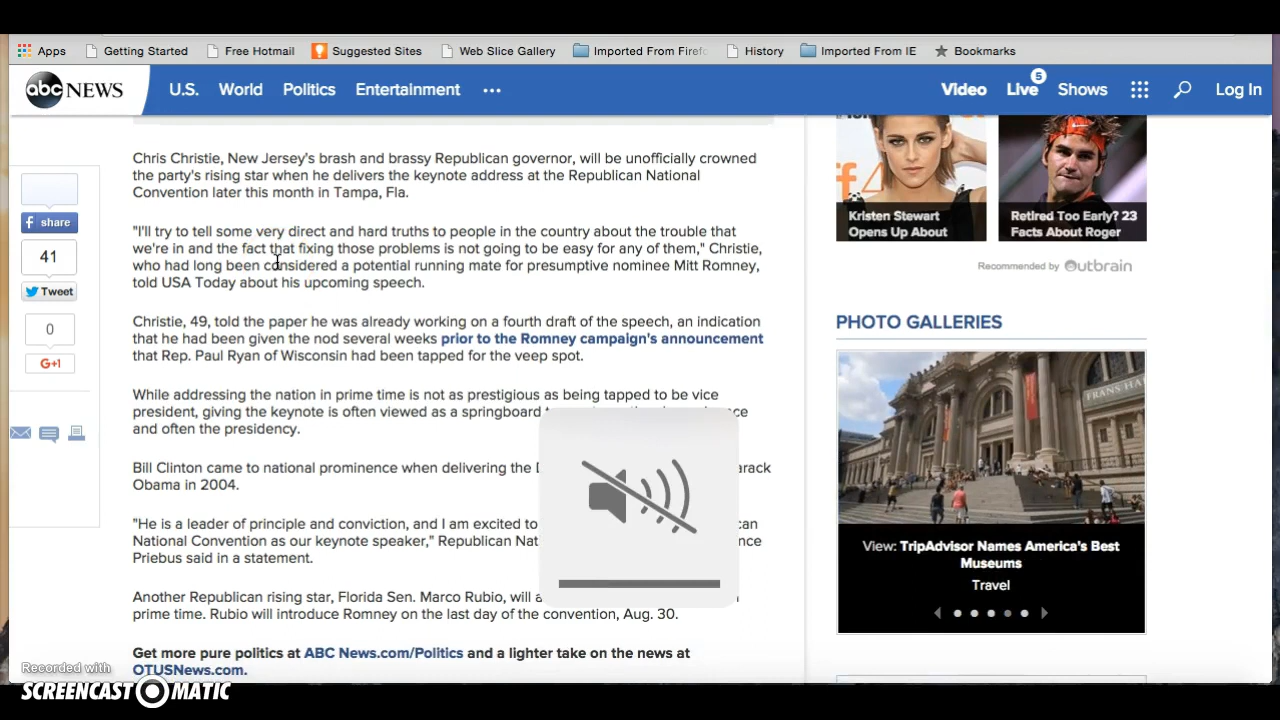 Apps Getting Started Free Hotmail Suggested Sites Web Slice Gallery Imported From Firefo History Imported From IE Bookmarks
abc NEWS U.S. World Politics Entertainment ••• Video Live 5 Shows Log In
Chris Christie, New Jersey's brash and brassy Republican governor, will be unofficially crowned
the party's rising star when he delivers the keynote address at the Republican National
Convention later this month in Tampa, Fla.
"I'll try to tell some very direct and hard truths to people in the country about the trouble that
we're in and the fact that fixing those problems is not going to be easy for any of them," Christie,
who had long been considered a potential running mate for presumptive nominee Mitt Romney,
told USA Today about his upcoming speech.
Christie, 49, told the paper he was already working on a fourth draft of the speech, an indication
that he had been given the nod several weeks prior to the Romney campaign's announcement
that Rep. Paul Ryan of Wisconsin had been tapped for the veep spot.
While addressing the nation in prime time is not as prestigious as being tapped to be vice
president, giving the keynote is often viewed as a springboard
and often the presidency.
Bill Clinton came to national prominence when delivering the arack
Obama in 2004.
"He is a leader of principle and conviction, and I am excited to can
National Convention as our keynote speaker," Republican Nat nce
Priebus said in a statement.
Another Republican rising star, Florida Sen. Marco Rubio, will a
prime time. Rubio will introduce Romney on the last day of the convention, Aug. 30.
Get more pure politics at ABC News.com/Politics and a lighter take on the news at
OTUSNews.com.
f share
41
Tweet
0
G+1
Kristen Stewart
Opens Up About
Retired Too Early? 23
Facts About Roger
Recommended by Outbrain
PHOTO GALLERIES
FRANS HAL
View: TripAdvisor Names America's Best
Museums
Travel
Recorded with
SCREENCAST MATIC